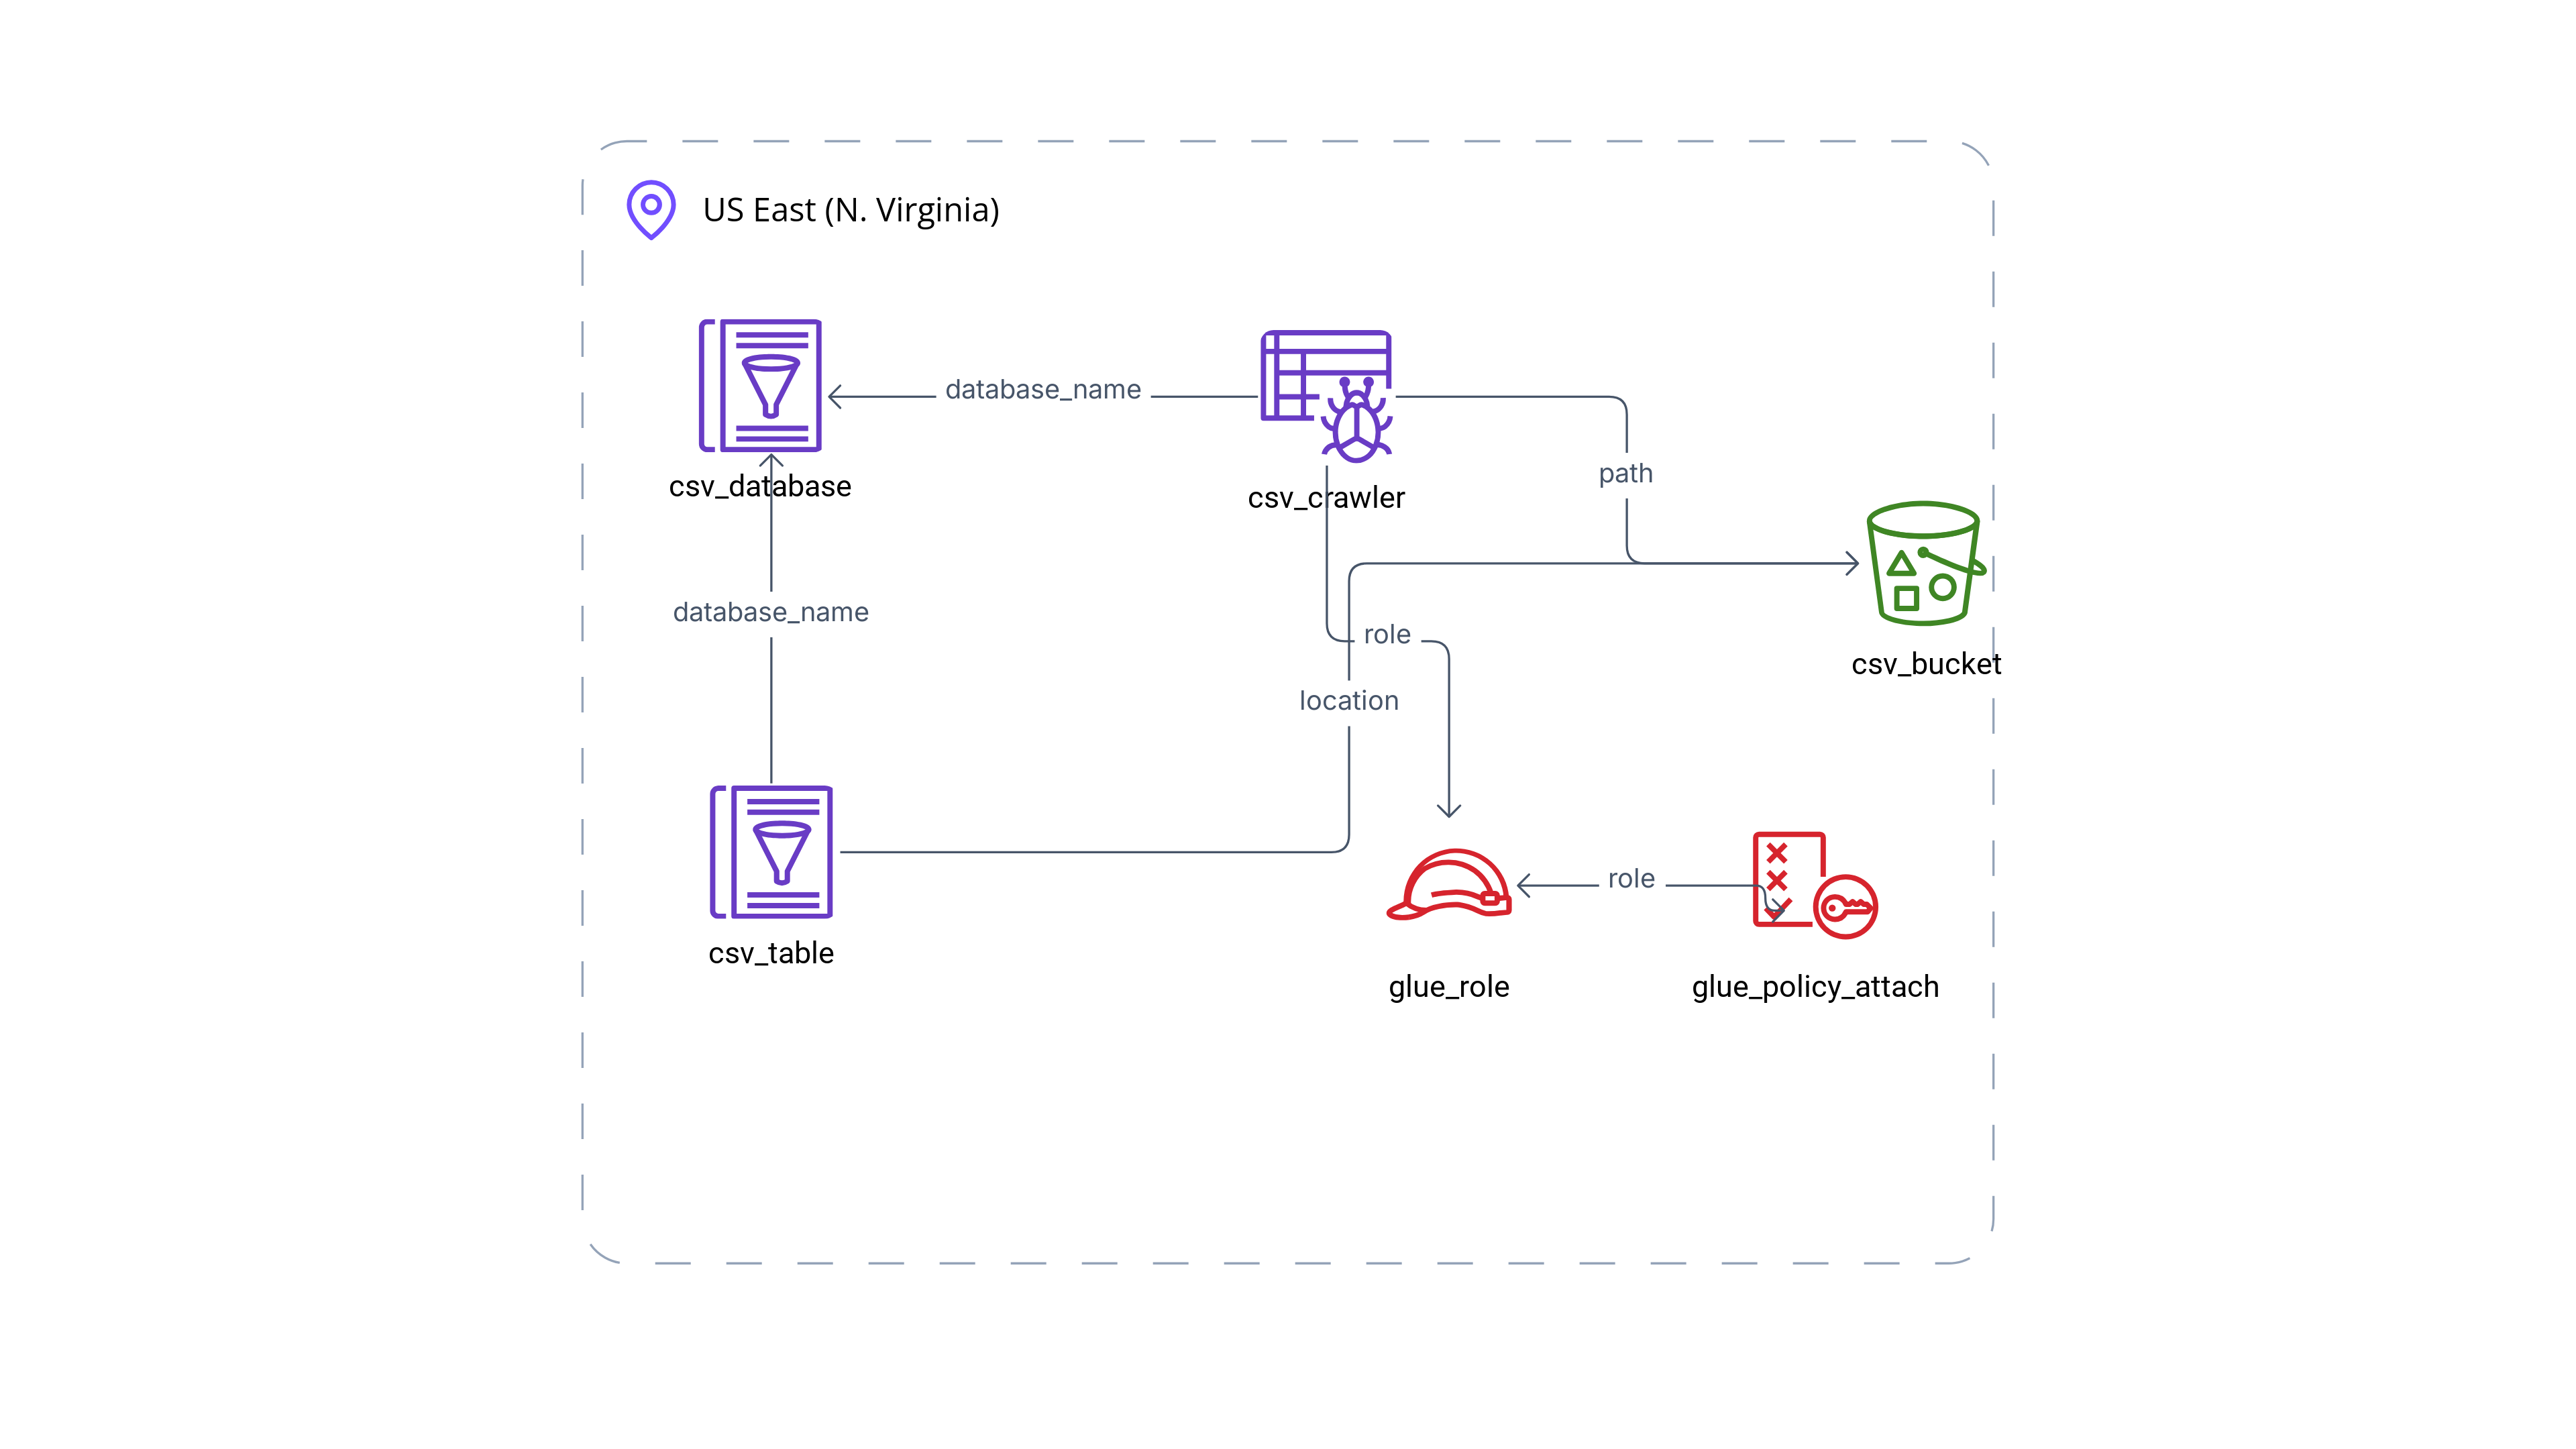 US East (N. Virginia)
database_name
csv_database
csv_crawler
path
database_name
role
csv_bucket
location
role
csv_table
glue_role
glue_policy_attach